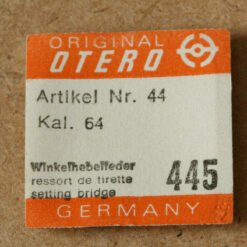 ORIGINAL
OTERO
Artikel Nr. 44
Kal. 64
Winkelhebelfeder
ressort de tirette
setting bridge
445
GERMANY